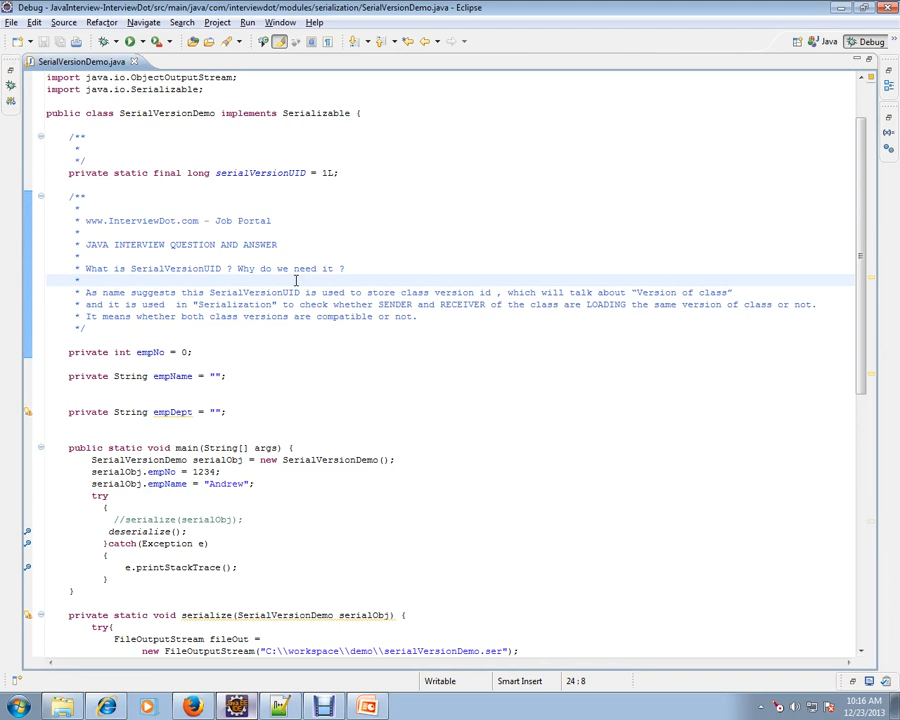 Debug - JavaInterview-InterviewDot/src/main/java/com/interviewdot/modules/serialization/SerialVersionDemo.java - Eclipse
File Edit Source Refactor Navigate Search Project Run Window Help
Java Debug
SerialVersionDemo.java
import java.io.ObjectOutputStream;
import java.io.Serializable;
public class SerialVersionDemo implements Serializable {
/**
*
*/
private static final long serialVersionUID = 1L;
/**
*
* www.InterviewDot.com - Job Portal
*
* JAVA INTERVIEW QUESTION AND ANSWER
*
* What is SerialVersionUID ? Why do we need it ?
*
* As name suggests this SerialVersionUID is used to store class version id , which will talk about “Version of class”
* and it is used  in "Serialization" to check whether SENDER and RECEIVER of the class are LOADING the same version of class or not.
* It means whether both class versions are compatible or not.
*/
private int empNo = 0;
private String empName = "";
private String empDept = "";
public static void main(String[] args) {
SerialVersionDemo serialObj = new SerialVersionDemo();
serialObj.empNo = 1234;
serialObj.empName = "Andrew";
try
{
//serialize(serialObj);
deserialize();
}catch(Exception e)
{
e.printStackTrace();
}
}
private static void serialize(SerialVersionDemo serialObj) {
try{
FileOutputStream fileOut =
new FileOutputStream("C:\\workspace\\demo\\serialVersionDemo.ser");
Writable Smart Insert 24 : 8
10:16 AM
12/23/2013